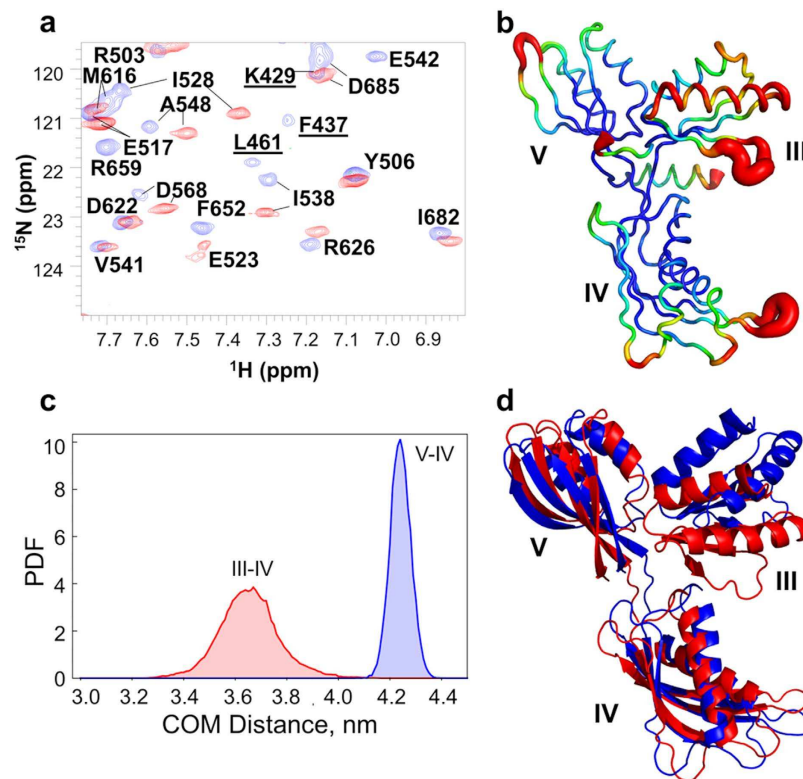 a
R503
M616
I528
K429
E542
D685
A548
F437
E517
L461
R659
Y506
D568
I538
D622
F652
I682
V541
E523
R626
120
121
122
123
124
15N (ppm)
7.7 7.6 7.5 7.4 7.3 7.2 7.1 7.0 6.9
1H (ppm)
b
V
III
IV
c
V-IV
III-IV
10
8
6
4
2
0
PDF
3.0 3.2 3.4 3.6 3.8 4.0 4.2 4.4
COM Distance, nm
d
V
III
IV